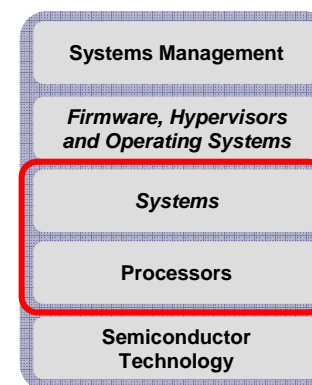 Systems Management
Firmware, Hypervisors
and Operating Systems
Systems
Processors
Semiconductor
Technology